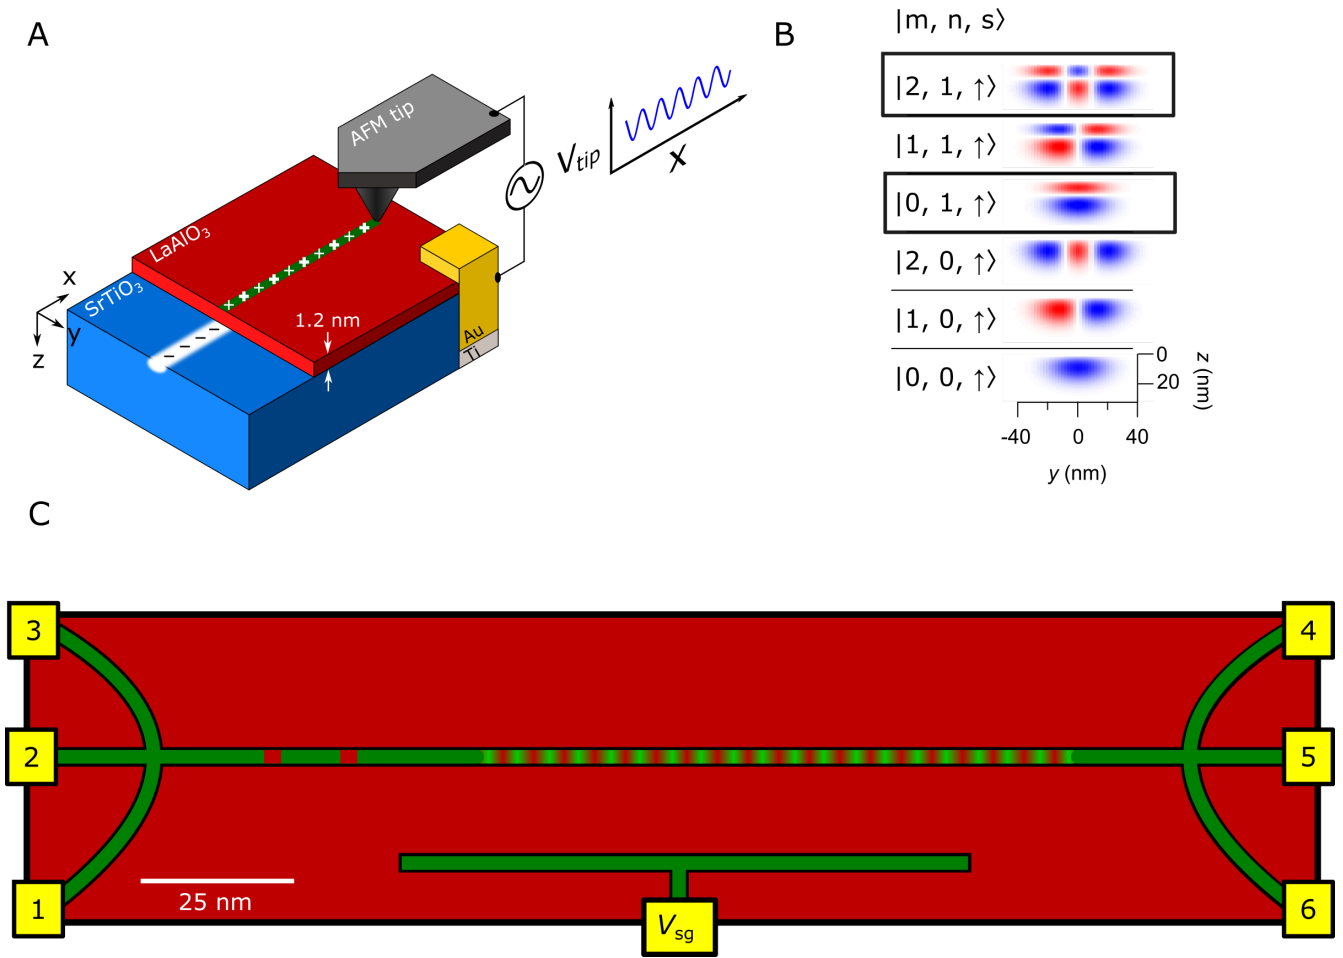 A
AFM tip
V_tip
x
LaAlO₃
SrTiO₃
x
y
z
1.2 nm
Au
Ti
+ + + + + + + + + +
− − − − −
B
|m, n, s⟩
|2, 1, ↑⟩
|1, 1, ↑⟩
|0, 1, ↑⟩
|2, 0, ↑⟩
|1, 0, ↑⟩
|0, 0, ↑⟩
0
20
z (nm)
-40 0 40
y (nm)
C
3
4
2
5
1
6
25 nm
V_sg